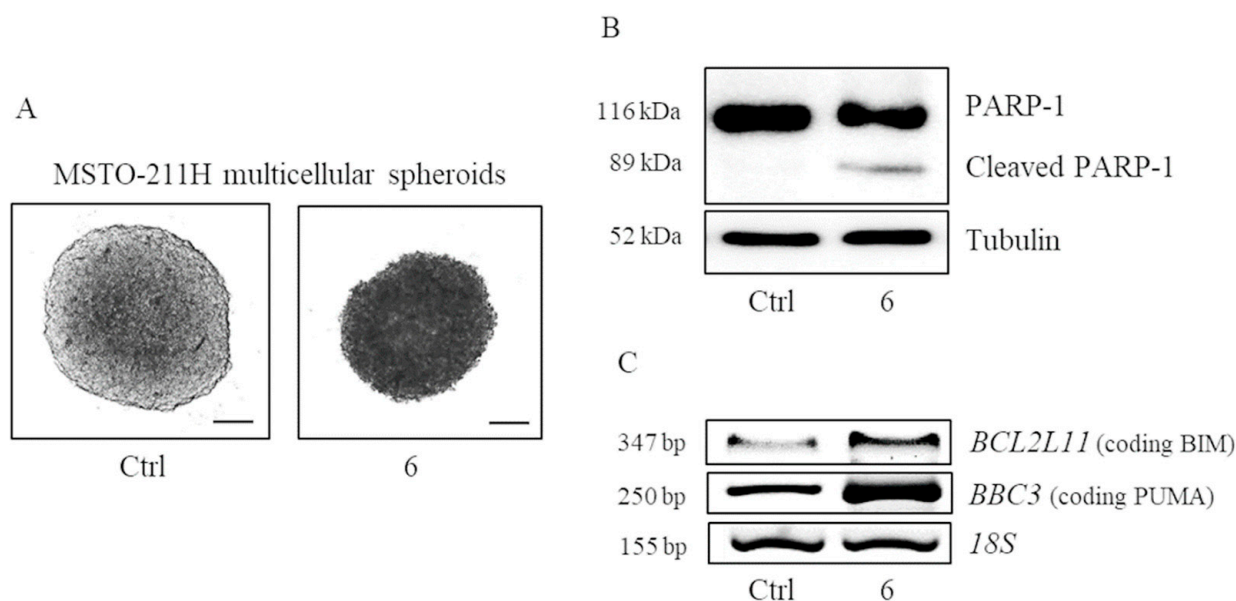 A
MSTO-211H multicellular spheroids
Ctrl 6
B
116 kDa PARP-1
89 kDa Cleaved PARP-1
52 kDa Tubulin
Ctrl 6
C
347 bp BCL2L11 (coding BIM)
250 bp BBC3 (coding PUMA)
155 bp 18S
Ctrl 6